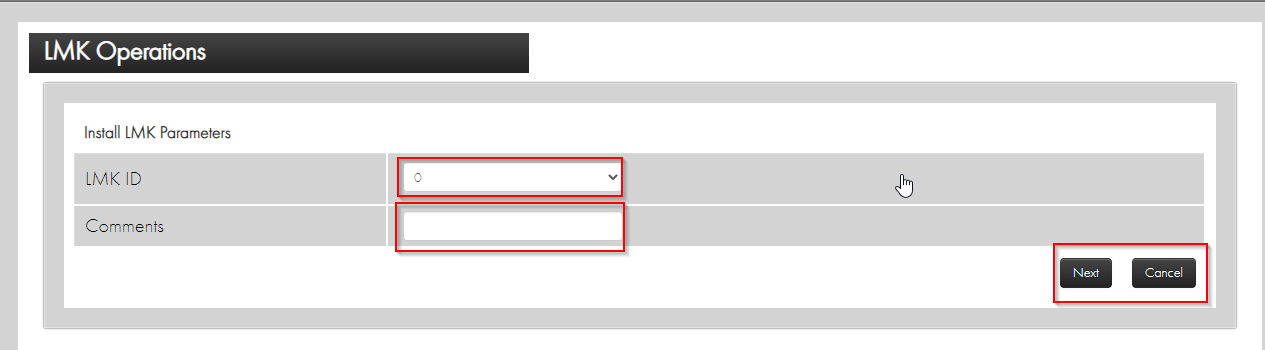 LMK Operations
Install LMK Parameters
LMK ID 0
Comments
Next Cancel